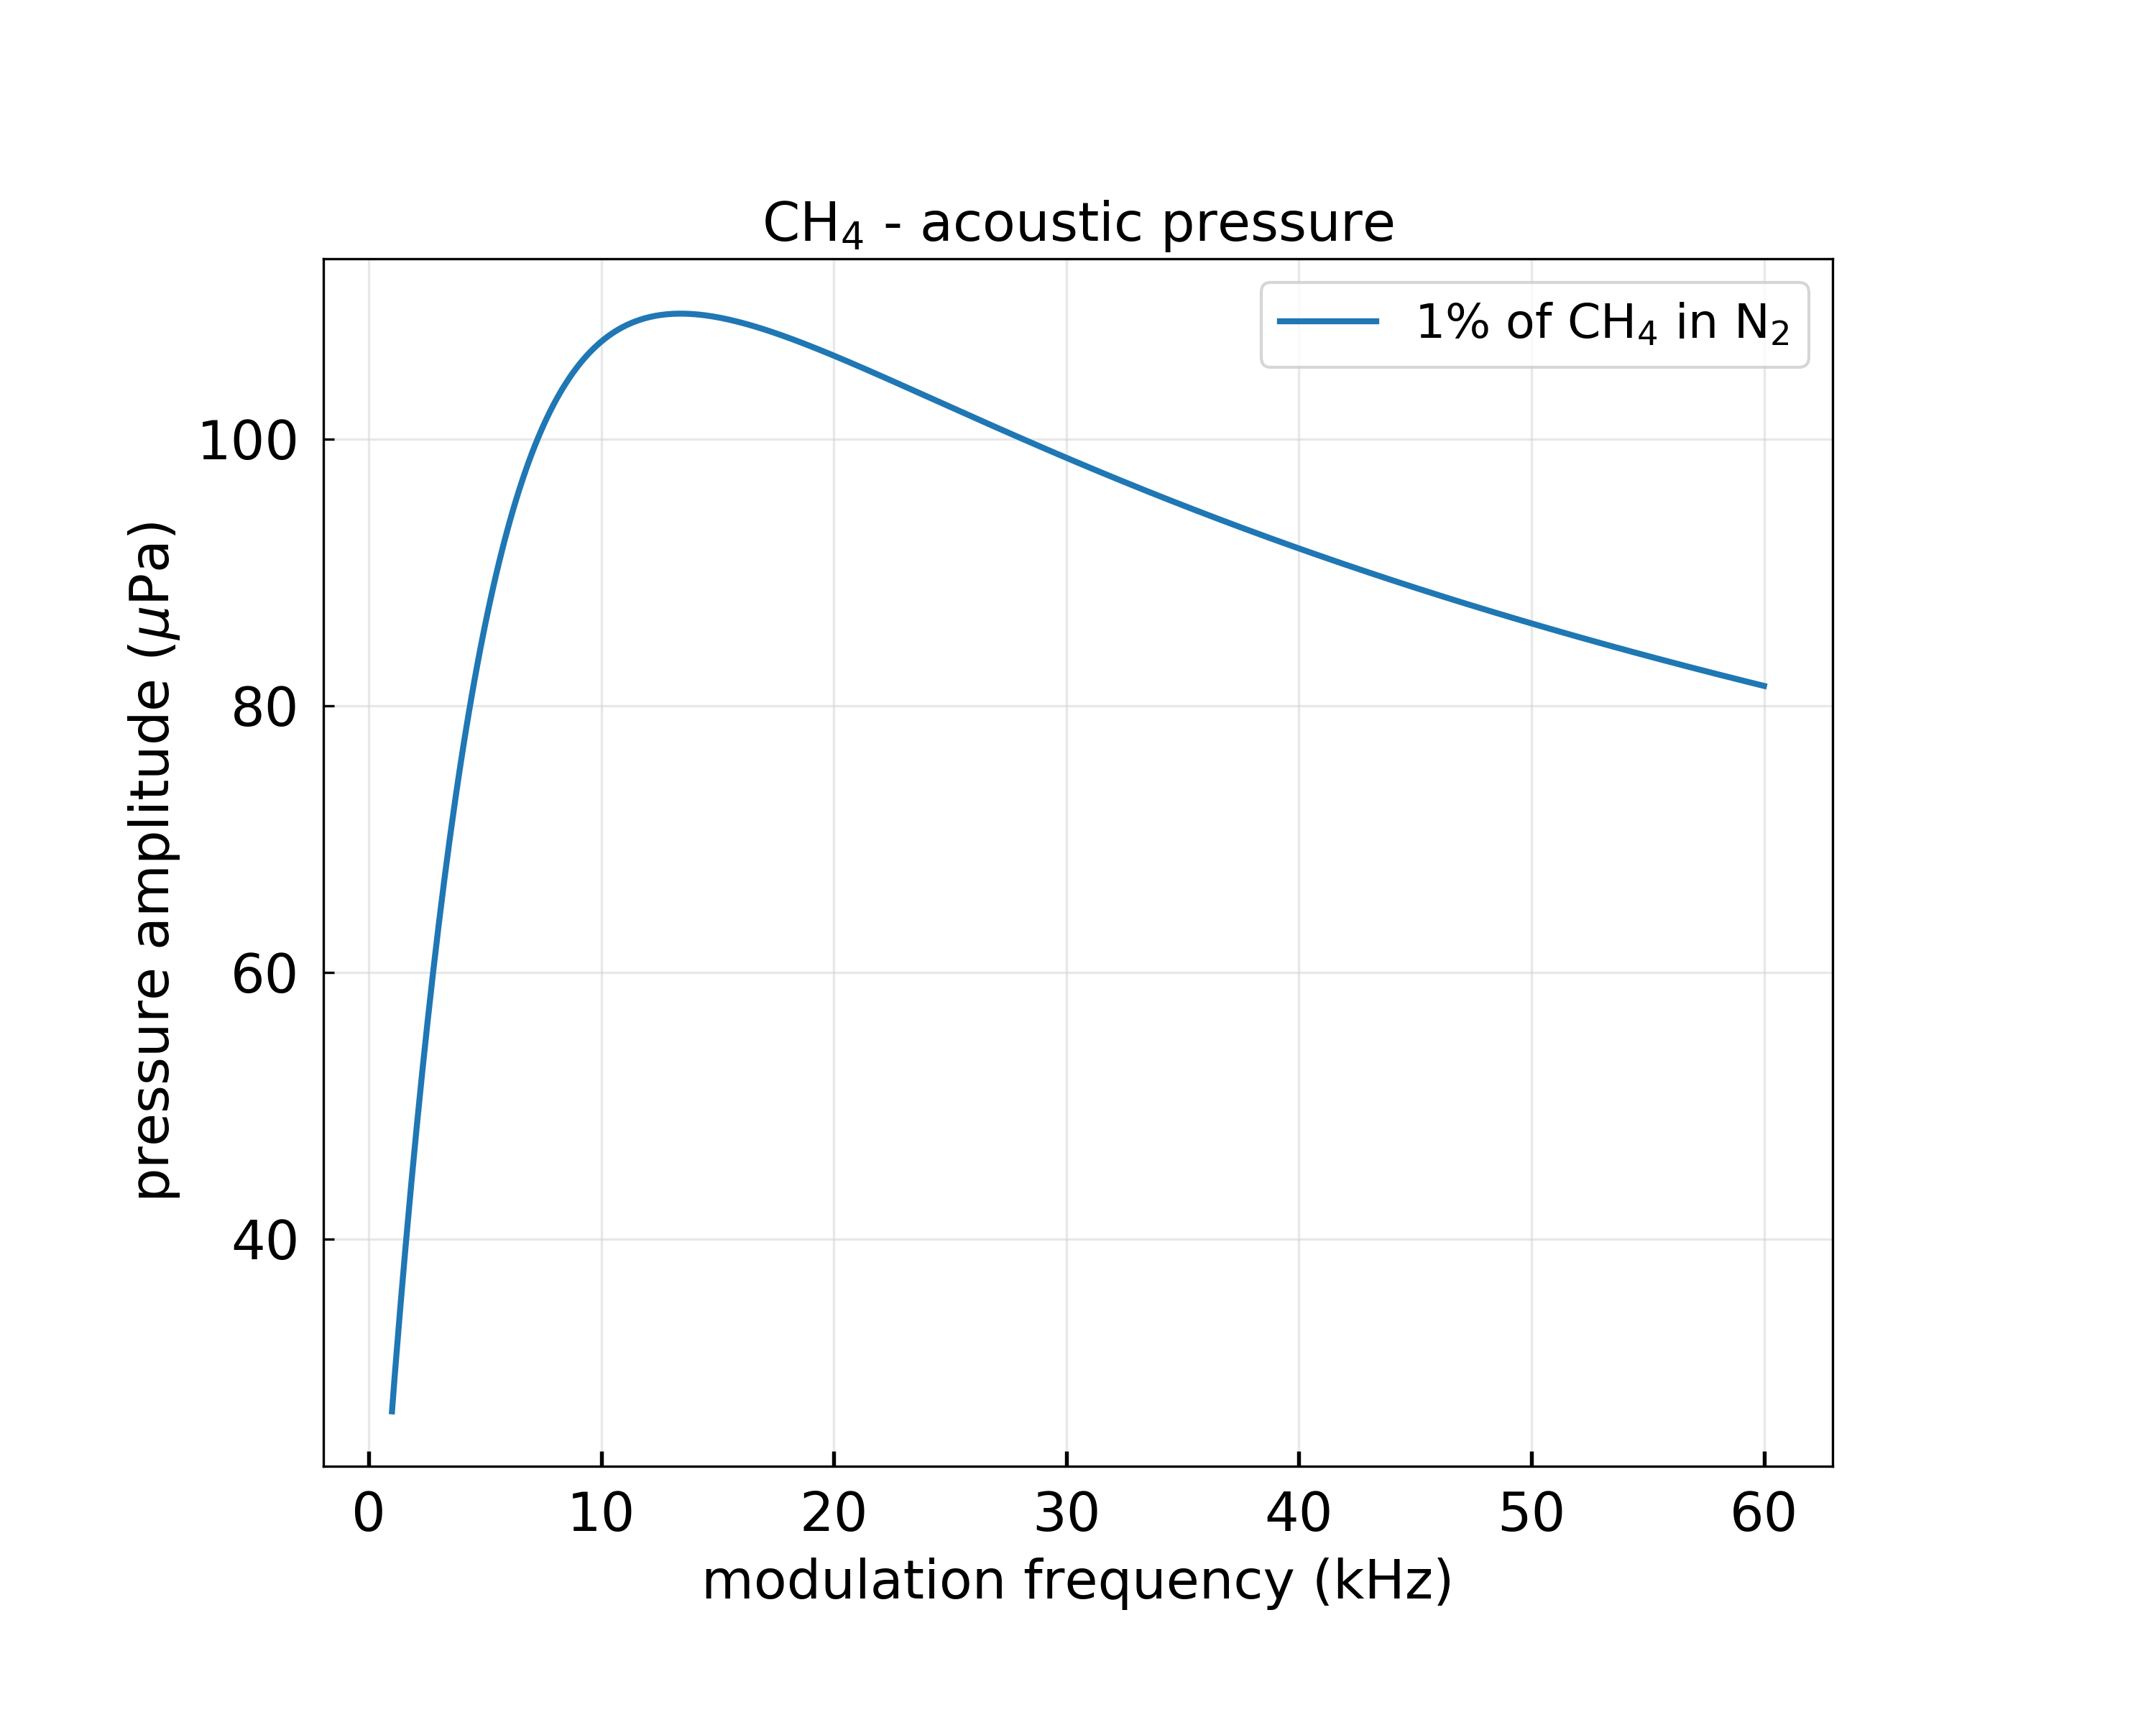 CH₄ - acoustic pressure
1% of CH₄ in N₂
pressure amplitude (μPa)
100
80
60
40
0 10 20 30 40 50 60
modulation frequency (kHz)